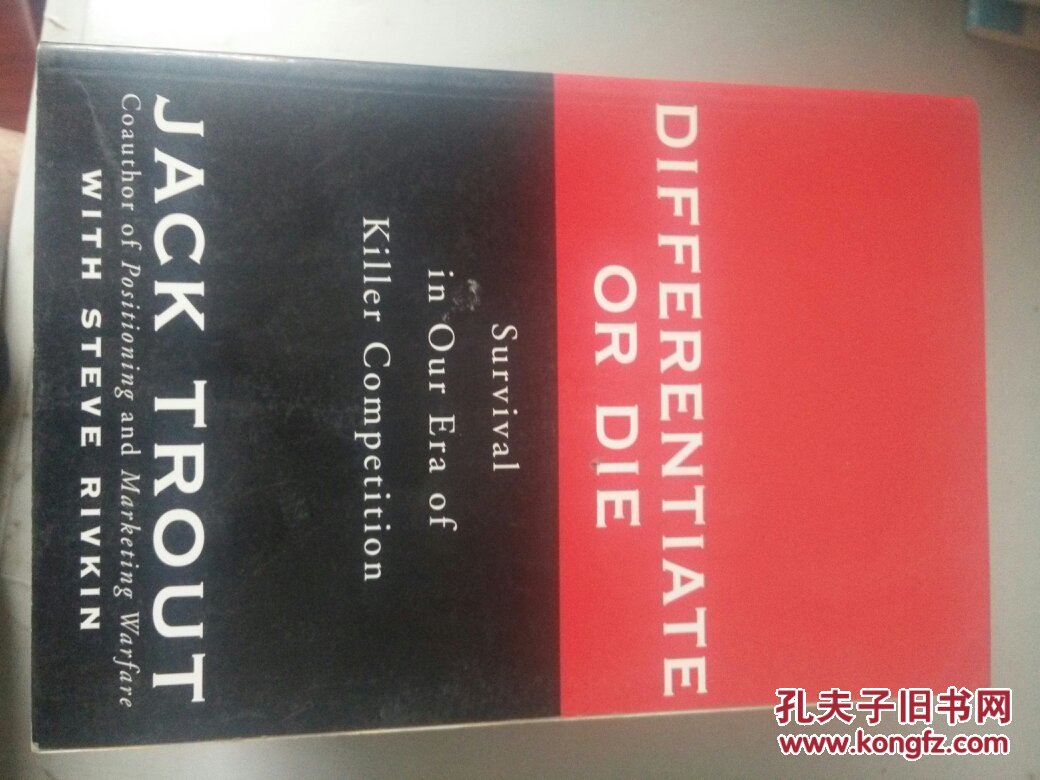 DIFFERENTIATE
OR DIE
Survival
in Our Era of
Killer Competition
JACK TROUT
Coauthor of Positioning and Marketing Warfare
WITH STEVE RIVKIN
孔夫子旧书网
www.kongfz.com